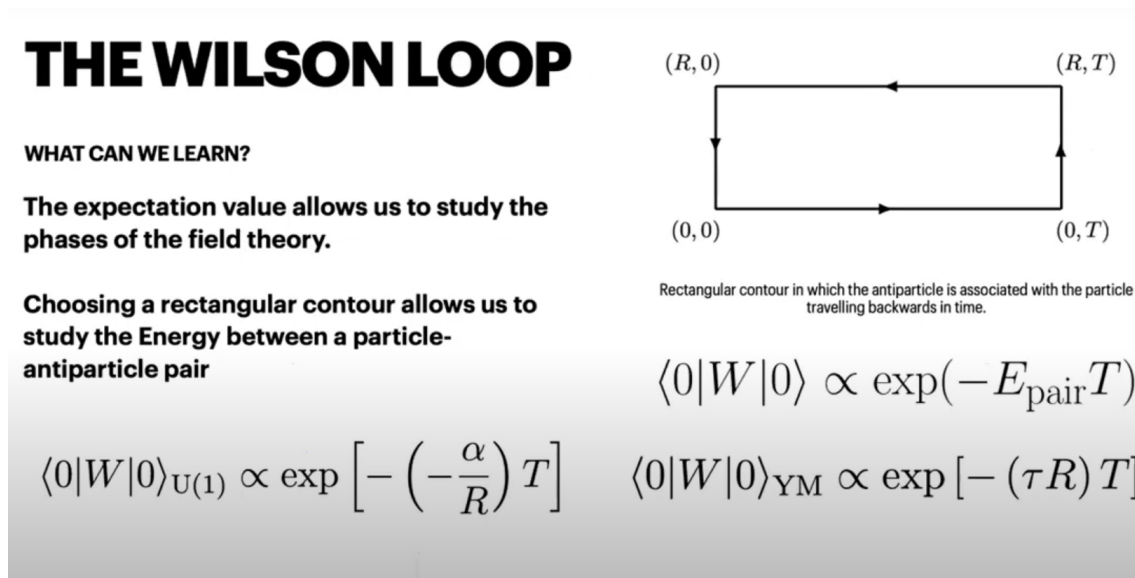 THE WILSON LOOP
WHAT CAN WE LEARN?
The expectation value allows us to study the
phases of the field theory.
Choosing a rectangular contour allows us to
study the Energy between a particle-
antiparticle pair
⟨0|W|0⟩U(1) ∝ exp [− (− α/R) T]
(R, 0)
(R, T)
(0, 0)
(0, T)
Rectangular contour in which the antiparticle is associated with the particle
travelling backwards in time.
⟨0|W|0⟩ ∝ exp(−EpairT)
⟨0|W|0⟩YM ∝ exp [− (τR) T]